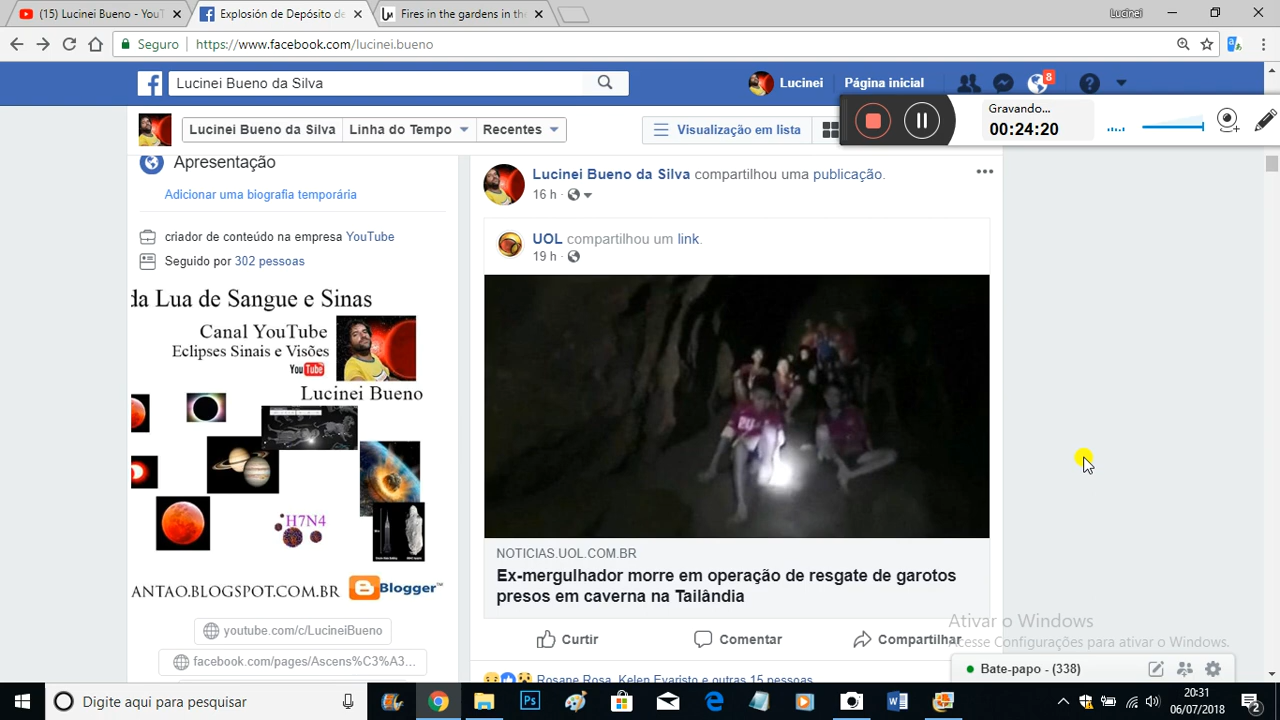 (15) Lucinei Bueno - YouT
Explosión de Depósito de
Fires in the gardens in the
Lucinei
Seguro
https://www.facebook.com/lucinei.bueno
Lucinei Bueno da Silva
Lucinei
Página inicial
8
Gravando...
00:24:20
Lucinei Bueno da Silva
Linha do Tempo
Recentes
Visualização em lista
Apresentação
Adicionar uma biografia temporária
criador de conteúdo na empresa YouTube
Seguido por 302 pessoas
da Lua de Sangue e Sinas
Canal YouTube
Eclipses Sinais e Visões
YouTube
Lucinei Bueno
H7N4
ANTAO.BLOGSPOT.COM.BR
Blogger™
youtube.com/c/LucineiBueno
facebook.com/pages/Ascens%C3%A3...
Lucinei Bueno da Silva compartilhou uma publicação.
16 h
UOL compartilhou um link.
19 h
NOTICIAS.UOL.COM.BR
Ex-mergulhador morre em operação de resgate de garotos
presos em caverna na Tailândia
Curtir
Comentar
Compartilhar
Rosane Rosa, Kelen Evaristo e outras 15 pessoas
Ativar o Windows
Acesse Configurações para ativar o Windows.
Bate-papo - (338)
Digite aqui para pesquisar
20:31
06/07/2018
2